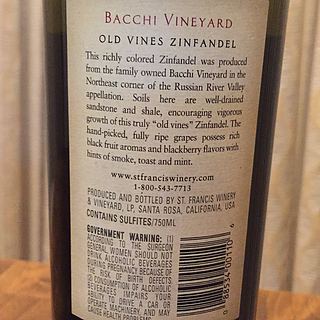 BACCHI VINEYARD
OLD VINES ZINFANDEL
This richly colored Zinfandel was produced
from the family owned Bacchi Vineyard in the
Northeast corner of the Russian River Valley
appellation. Soils here are well-drained
sandstone and shale, encouraging vigorous
growth of this truly "old vines" Zinfandel. The
hand-picked, fully ripe grapes possess rich
black fruit aromas and blackberry flavors with
hints of smoke, toast and mint.
www.stfranciswinery.com
1-800-543-7713
PRODUCED AND BOTTLED BY ST. FRANCIS WINERY
& VINEYARD, LP, SANTA ROSA, CALIFORNIA, USA
CONTAINS SULFITES/750ML
GOVERNMENT WARNING: (1)
ACCORDING TO THE SURGEON
GENERAL, WOMEN SHOULD NOT
DRINK ALCOHOLIC BEVERAGES
DURING PREGNANCY BECAUSE OF
THE RISK OF BIRTH DEFECTS.
(2) CONSUMPTION OF ALCOHOLIC
BEVERAGES IMPAIRS YOUR
ABILITY TO DRIVE A CAR OR
OPERATE MACHINERY, AND MAY
CAUSE HEALTH PROBLEMS.